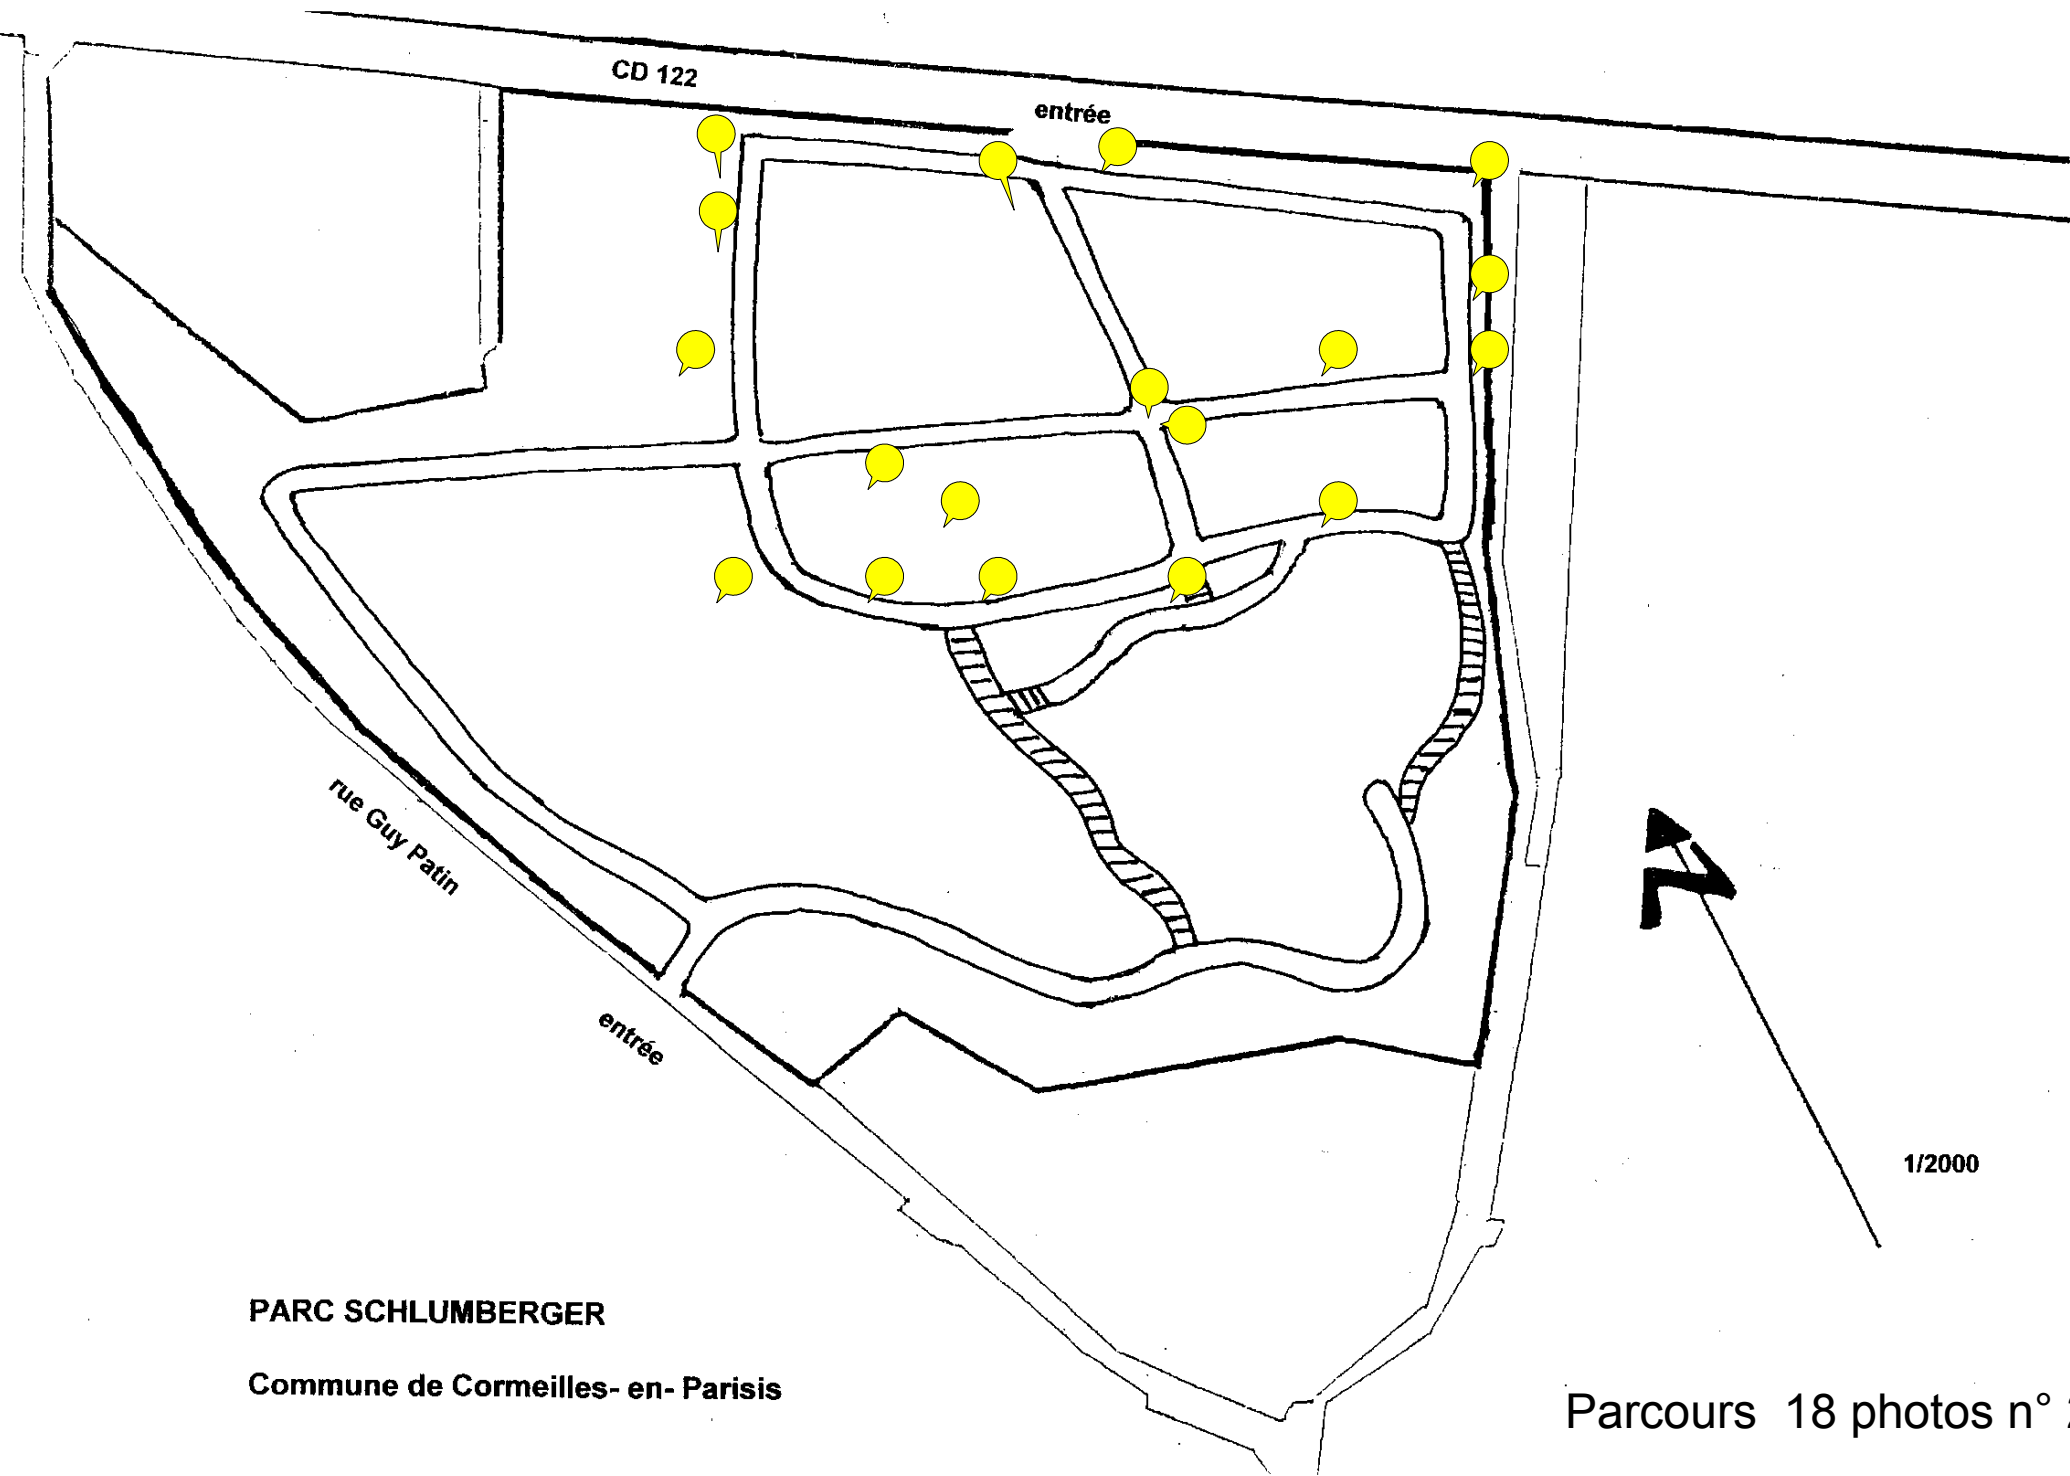 CD 122
entrée
rue Guy Patin
entrée
1/2000
N
PARC SCHLUMBERGER
Commune de Cormeilles- en- Parisis
Parcours 18 photos n°